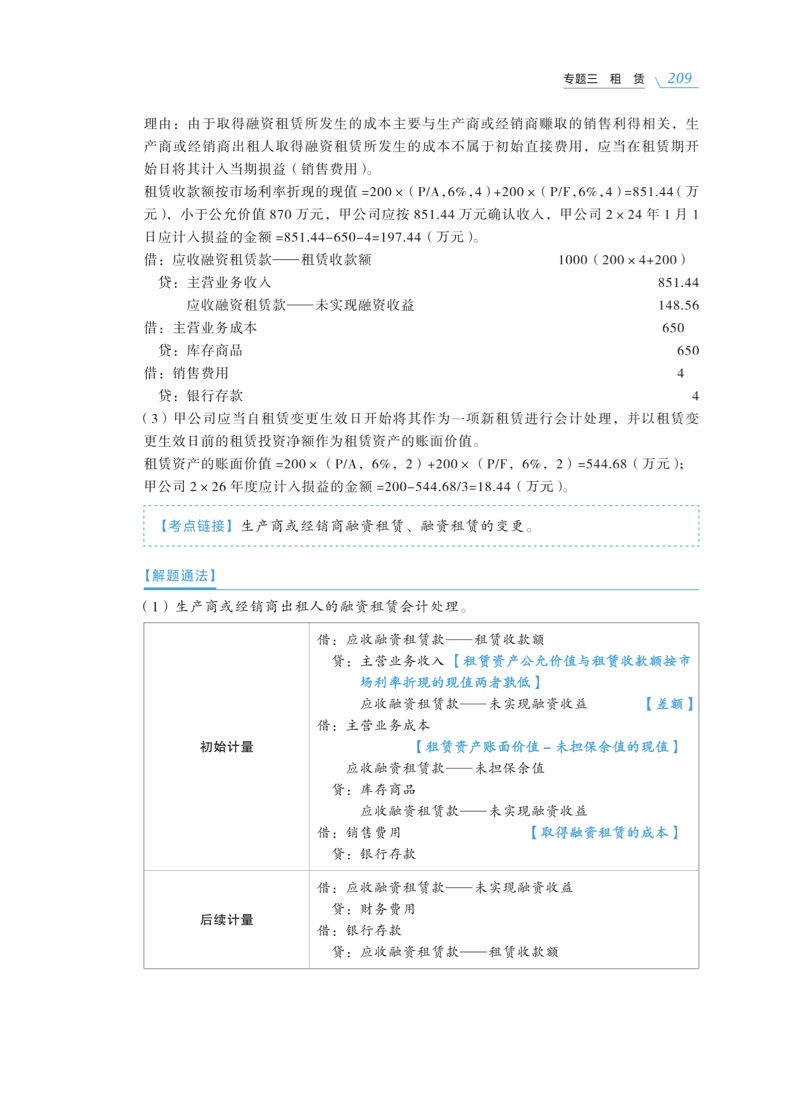 专题三 租 赁 209
理由：由于取得融资租赁所发生的成本主要与生产商或经销商赚取的销售利得相关，生
产商或经销商出租人取得融资租赁所发生的成本不属于初始直接费用，应当在租赁期开
始日将其计入当期损益（销售费用）。
租赁收款额按市场利率折现的现值 =200×（P/A,6%,4）+200×（P/F,6%,4）=851.44（万
元），小于公允价值 870 万元，甲公司应按 851.44 万元确认收入，甲公司 2×24 年 1 月 1
日应计入损益的金额 =851.44-650-4=197.44（万元）。
借：应收融资租赁款——租赁收款额 1000（200×4+200）
贷：主营业务收入 851.44
应收融资租赁款——未实现融资收益 148.56
借：主营业务成本 650
贷：库存商品 650
借：销售费用 4
贷：银行存款 4
（3）甲公司应当自租赁变更生效日开始将其作为一项新租赁进行会计处理，并以租赁变
更生效日前的租赁投资净额作为租赁资产的账面价值。
租赁资产的账面价值 =200×（P/A，6%，2）+200×（P/F，6%，2）=544.68（万元）；
甲公司 2×26 年度应计入损益的金额 =200-544.68/3=18.44（万元）。
【考点链接】生产商或经销商融资租赁、融资租赁的变更。
【解题通法】
（1）生产商或经销商出租人的融资租赁会计处理。
初始计量
借：应收融资租赁款——租赁收款额
贷：主营业务收入【租赁资产公允价值与租赁收款额按市
场利率折现的现值两者孰低】
应收融资租赁款——未实现融资收益 【差额】
借：主营业务成本
【租赁资产账面价值 - 未担保余值的现值】
应收融资租赁款——未担保余值
贷：库存商品
应收融资租赁款——未实现融资收益
借：销售费用 【取得融资租赁的成本】
贷：银行存款
后续计量
借：应收融资租赁款——未实现融资收益
贷：财务费用
借：银行存款
贷：应收融资租赁款——租赁收款额